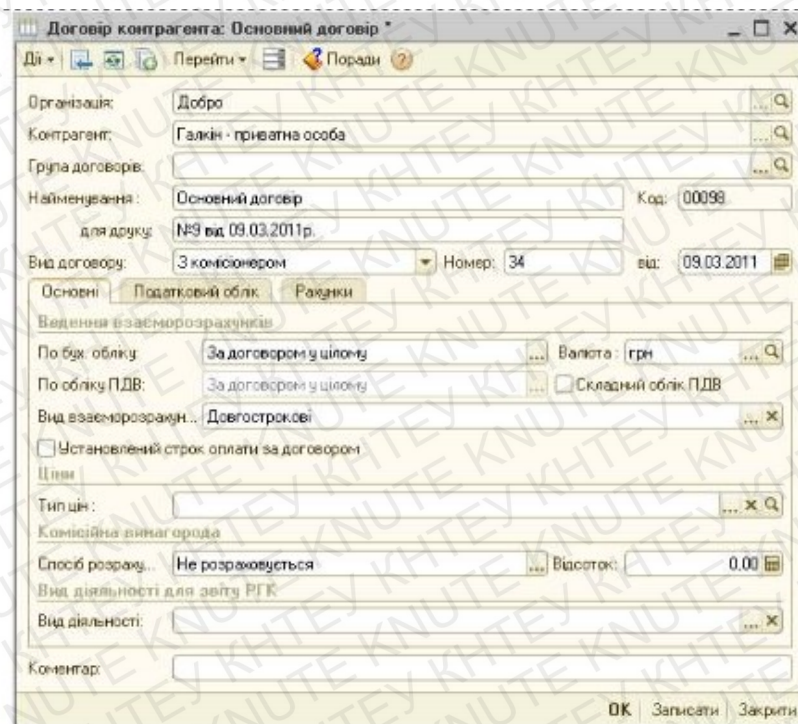 Договір контрагента: Основний договір *
Дії Перейти Поради
Організація: Добро
Контрагент: Галкін - приватна особа
Група договорів:
Найменування: Основний договір Код: 00098
для друку: №9 від 09.03.2011р.
Вид договору: З комісіонером Номер: 34 від: 09.03.2011
Основні Податковий облік Рахунки
Ведення взаєморозрахунків
По бух. обліку: За договором у цілому Валюта: грн
По обліку ПДВ: За договором у цілому Складний облік ПДВ
Вид взаєморозрахун... Довгострокові
Установлений строк оплати за договором
Ціни
Тип цін:
Комісійна винагорода
Спосіб розраху... Не розраховується Відсоток: 0.00
Вид діяльності для звіту РГК
Вид діяльності:
Коментар:
OK Записати Закрити
KHTEY KNUTE